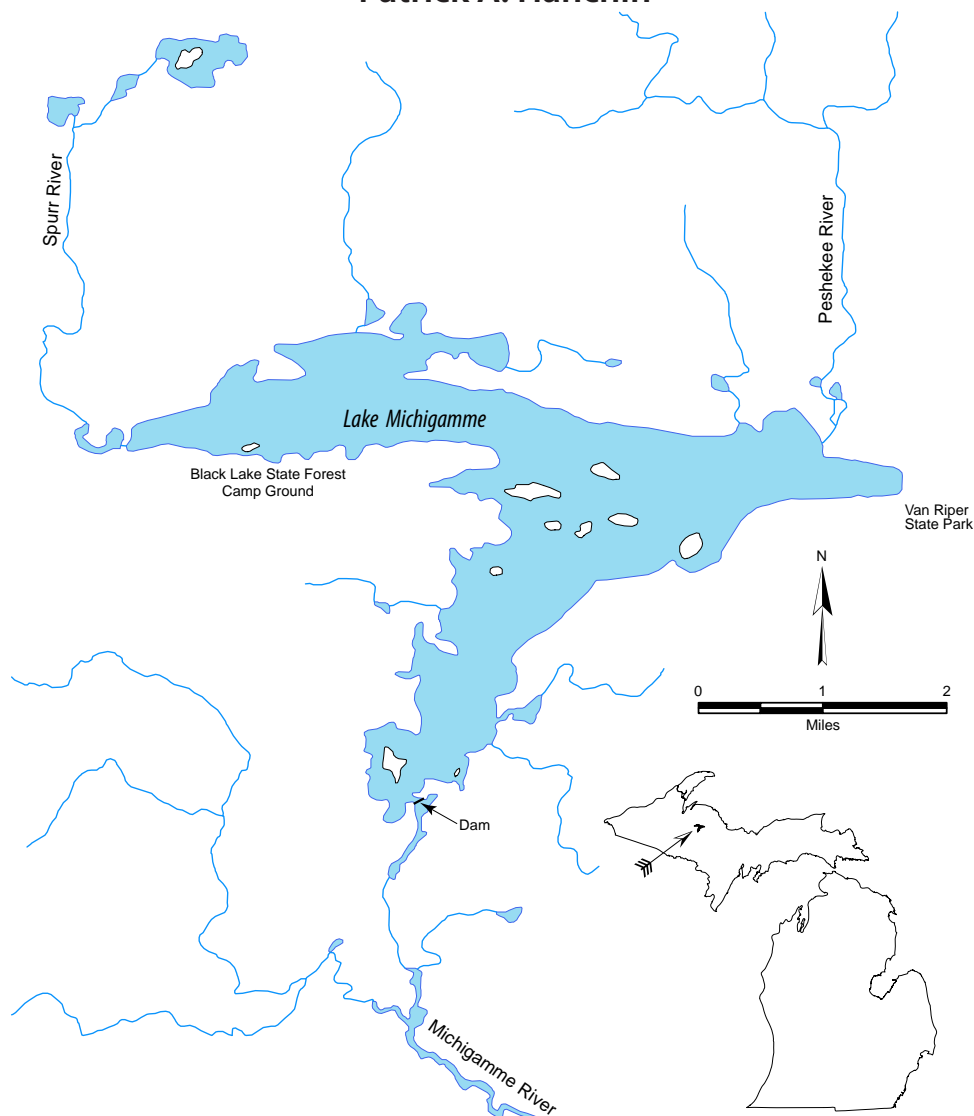 Spurr River
Peshekee River
Lake Michigamme
Black Lake State Forest
Camp Ground
Van Riper
State Park
N
0 1 2
Miles
Dam
Michigamme River